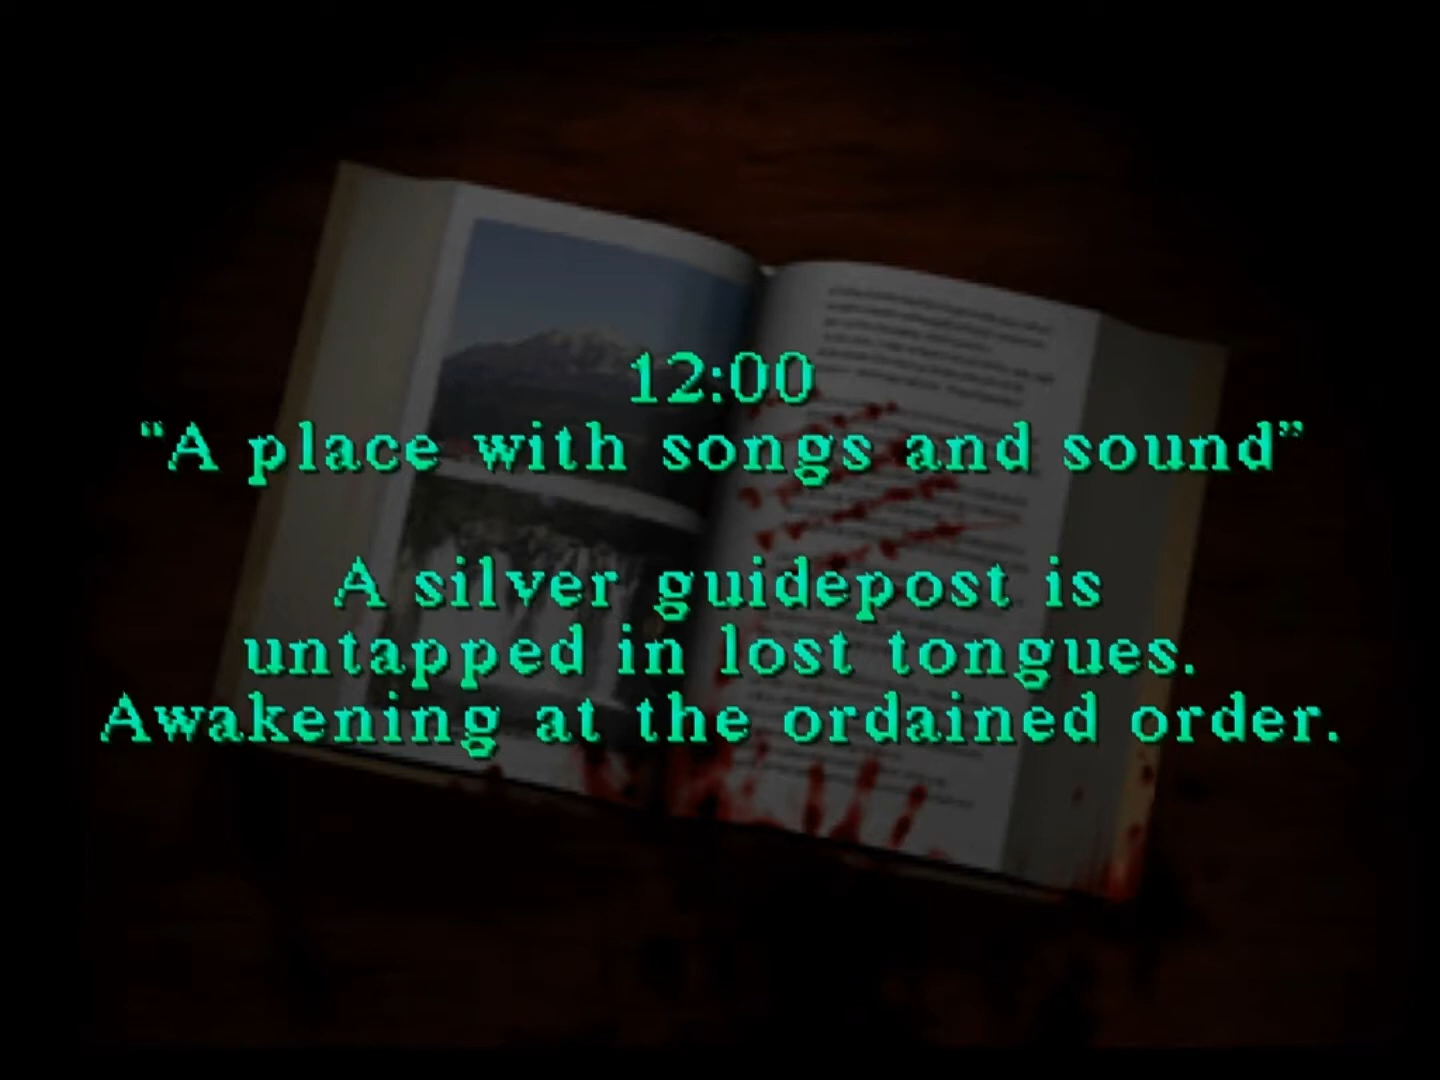 12:00
“A place with songs and sound”
A silver guidepost is
untapped in lost tongues.
Awakening at the ordained order.